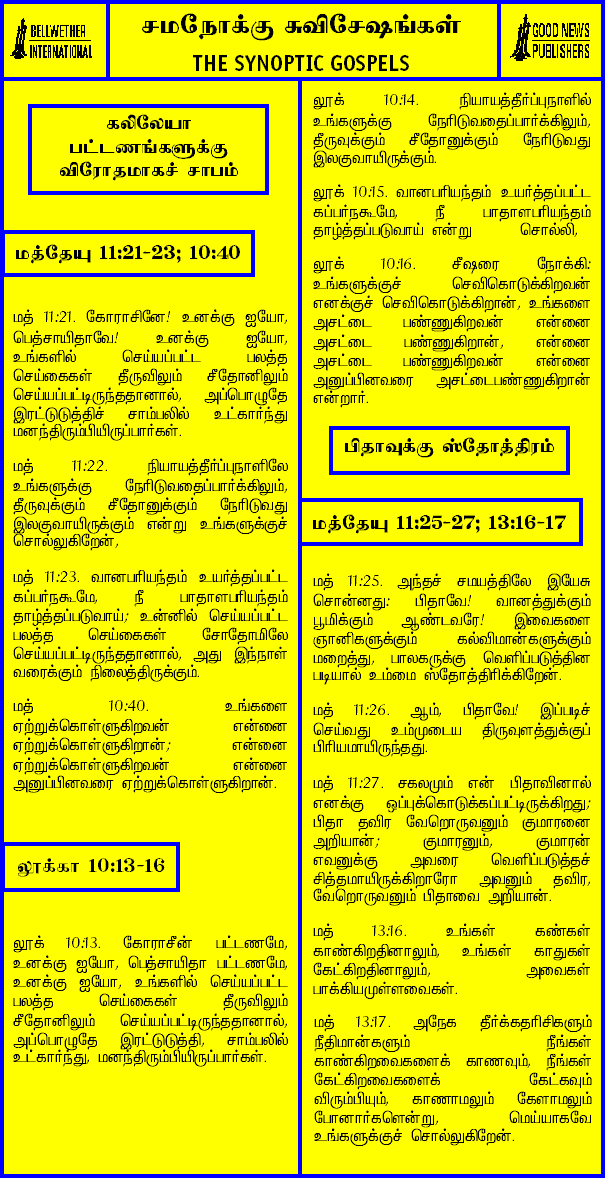 BELLWETHER
INTERNATIONAL
சமநோக்கு சுவிசேஷங்கள்
THE SYNOPTIC GOSPELS
GOOD NEWS
PUBLISHERS
கலிலேயா
பட்டணங்களுக்கு
விரோதமாகச் சாபம்
மத்தேயு 11:21-23; 10:40
மத் 11:21. கோராசினே! உனக்கு ஐயோ,
பெத்சாயிதாவே! உனக்கு ஐயோ,
உங்களில் செய்யப்பட்ட பலத்த
செய்கைகள் தீருவிலும் சீதோனிலும்
செய்யப்பட்டிருந்ததானால், அப்பொழுதே
இரட்டுடுத்திச் சாம்பலில் உட்கார்ந்து
மனந்திரும்பியிருப்பார்கள்.
மத் 11:22. நியாயத்தீர்ப்புநாளிலே
உங்களுக்கு நேரிடுவதைப்பார்க்கிலும்,
தீருவுக்கும் சீதோனுக்கும் நேரிடுவது
இலகுவாயிருக்கும் என்று உங்களுக்குச்
சொல்லுகிறேன்,
மத் 11:23. வானபரியந்தம் உயர்த்தப்பட்ட
கப்பர்நகூமே, நீ பாதாளபரியந்தம்
தாழ்த்தப்படுவாய்; உன்னில் செய்யப்பட்ட
பலத்த செய்கைகள் சோதோமிலே
செய்யப்பட்டிருந்ததானால், அது இந்நாள்
வரைக்கும் நிலைத்திருக்கும்.
மத் 10:40. உங்களை
ஏற்றுக்கொள்ளுகிறவன் என்னை
ஏற்றுக்கொள்ளுகிறான்; என்னை
ஏற்றுக்கொள்ளுகிறவன் என்னை
அனுப்பினவரை ஏற்றுக்கொள்ளுகிறான்.
லூக்கா 10:13-16
லூக் 10:13. கோராசீன் பட்டணமே,
உனக்கு ஐயோ, பெத்சாயிதா பட்டணமே,
உனக்கு ஐயோ, உங்களில் செய்யப்பட்ட
பலத்த செய்கைகள் தீருவிலும்
சீதோனிலும் செய்யப்பட்டிருந்ததானால்,
அப்பொழுதே இரட்டுடுத்தி, சாம்பலில்
உட்கார்ந்து, மனந்திரும்பியிருப்பார்கள்.
லூக் 10:14. நியாயத்தீர்ப்புநாளில்
உங்களுக்கு நேரிடுவதைப்பார்க்கிலும்,
தீருவுக்கும் சீதோனுக்கும் நேரிடுவது
இலகுவாயிருக்கும்.
லூக் 10:15. வானபரியந்தம் உயர்த்தப்பட்ட
கப்பர்நகூமே, நீ பாதாளபரியந்தம்
தாழ்த்தப்படுவாய் என்று சொல்லி,
லூக் 10:16. சீஷரை நோக்கி:
உங்களுக்குச் செவிகொடுக்கிறவன்
எனக்குச் செவிகொடுக்கிறான், உங்களை
அசட்டை பண்ணுகிறவன் என்னை
அசட்டை பண்ணுகிறான், என்னை
அசட்டை பண்ணுகிறவன் என்னை
அனுப்பினவரை அசட்டைபண்ணுகிறான்
என்றார்.
பிதாவுக்கு ஸ்தோத்திரம்
மத்தேயு 11:25-27; 13:16-17
மத் 11:25. அந்தச் சமயத்திலே இயேசு
சொன்னது: பிதாவே! வானத்துக்கும்
பூமிக்கும் ஆண்டவரே! இவைகளை
ஞானிகளுக்கும் கல்விமான்களுக்கும்
மறைத்து, பாலகருக்கு வெளிப்படுத்தின
படியால் உம்மை ஸ்தோத்திரிக்கிறேன்.
மத் 11:26. ஆம், பிதாவே! இப்படிச்
செய்வது உம்முடைய திருவுளத்துக்குப்
பிரியமாயிருந்தது.
மத் 11:27. சகலமும் என் பிதாவினால்
எனக்கு ஒப்புக்கொடுக்கப்பட்டிருக்கிறது;
பிதா தவிர வேறொருவனும் குமாரனை
அறியான்; குமாரனும், குமாரன்
எவனுக்கு அவரை வெளிப்படுத்தச்
சித்தமாயிருக்கிறாரோ அவனும் தவிர,
வேறொருவனும் பிதாவை அறியான்.
மத் 13:16. உங்கள் கண்கள்
காண்கிறதினாலும், உங்கள் காதுகள்
கேட்கிறதினாலும், அவைகள்
பாக்கியமுள்ளவைகள்.
மத் 13:17. அநேக தீர்க்கதரிசிகளும்
நீதிமான்களும் நீங்கள்
காண்கிறவைகளைக் காணவும், நீங்கள்
கேட்கிறவைகளைக் கேட்கவும்
விரும்பியும், காணாமலும் கேளாமலும்
போனார்களென்று, மெய்யாகவே
உங்களுக்குச் சொல்லுகிறேன்.